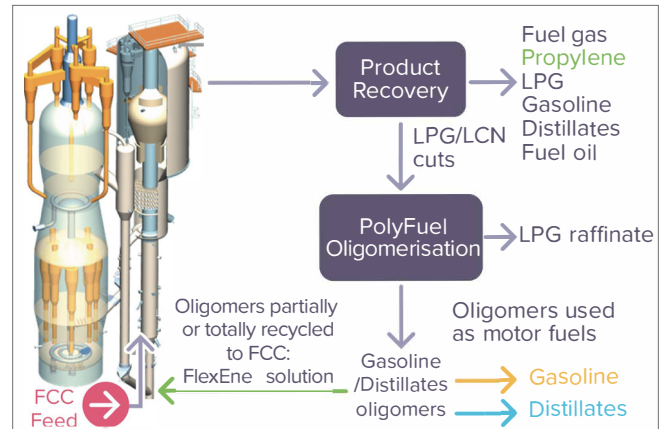 Product
Recovery
Fuel gas
Propylene
LPG
Gasoline
Distillates
Fuel oil
LPG/LCN
cuts
PolyFuel
Oligomerisation
LPG raffinate
Oligomers partially
or totally recycled
to FCC:
FlexEne solution
Oligomers used
as motor fuels
Gasoline
/Distillates
oligomers
Gasoline
Distillates
FCC
Feed